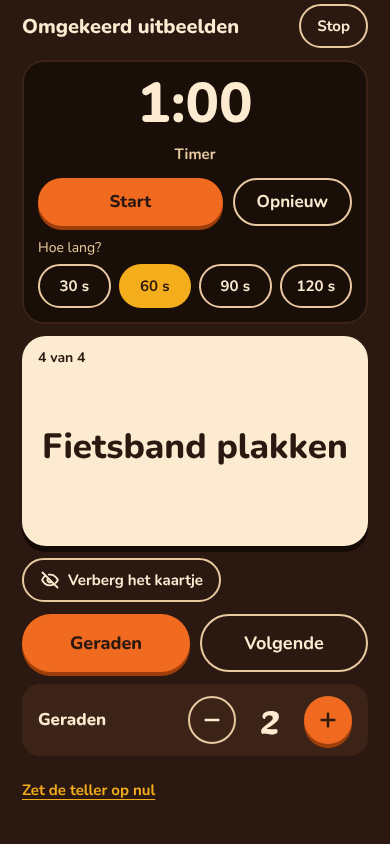 Omgekeerd uitbeelden
Stop
1:00
Timer
Start
Opnieuw
Hoe lang?
30 s
60 s
90 s
120 s
4 van 4
Fietsband plakken
Verberg het kaartje
Geraden
Volgende
Geraden
− 2 +
Zet de teller op nul